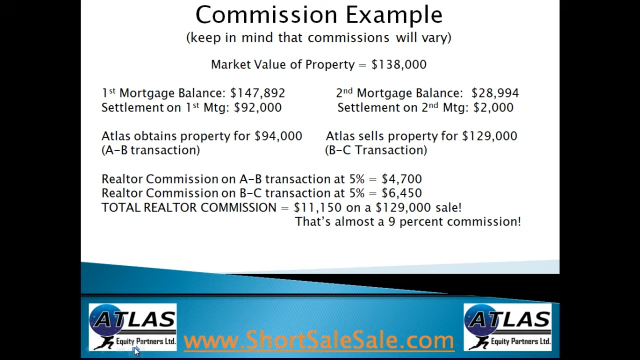 Commission Example
(keep in mind that commissions will vary)
Market Value of Property = $138,000
1st Mortgage Balance: $147,892
Settlement on 1st Mtg: $92,000
2nd Mortgage Balance: $28,994
Settlement on 2nd Mtg: $2,000
Atlas obtains property for $94,000
(A-B transaction)
Atlas sells property for $129,000
(B-C Transaction)
Realtor Commission on A-B transaction at 5% = $4,700
Realtor Commission on B-C transaction at 5% = $6,450
TOTAL REALTOR COMMISSION = $11,150 on a $129,000 sale!
That's almost a 9 percent commission!
ATLAS
Equity Partners Ltd.
www.ShortSaleSale.com
ATLAS
Equity Partners Ltd.